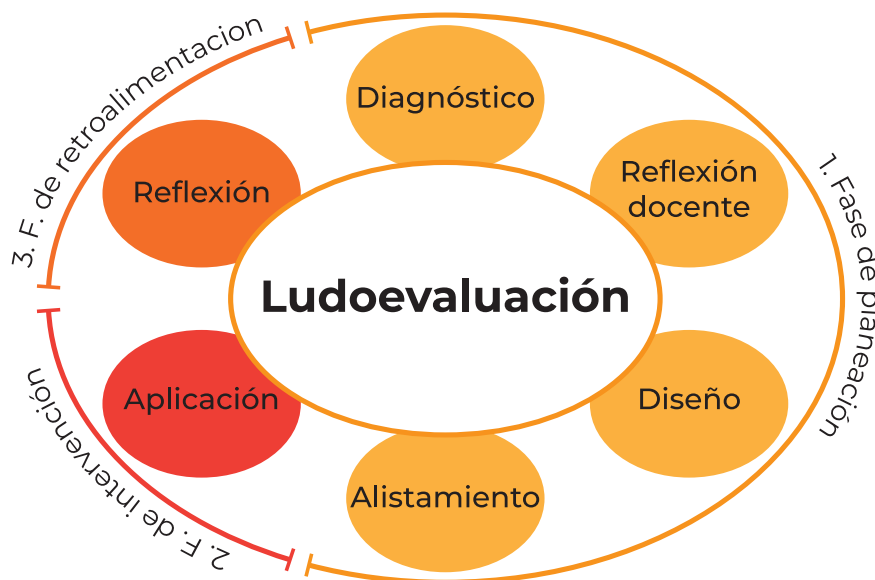 Ludoevaluación
Diagnóstico
Reflexión
docente
Diseño
Alistamiento
Aplicación
Reflexión
1. Fase de planeación
2. F. de intervención
3. F. de retroalimentacion